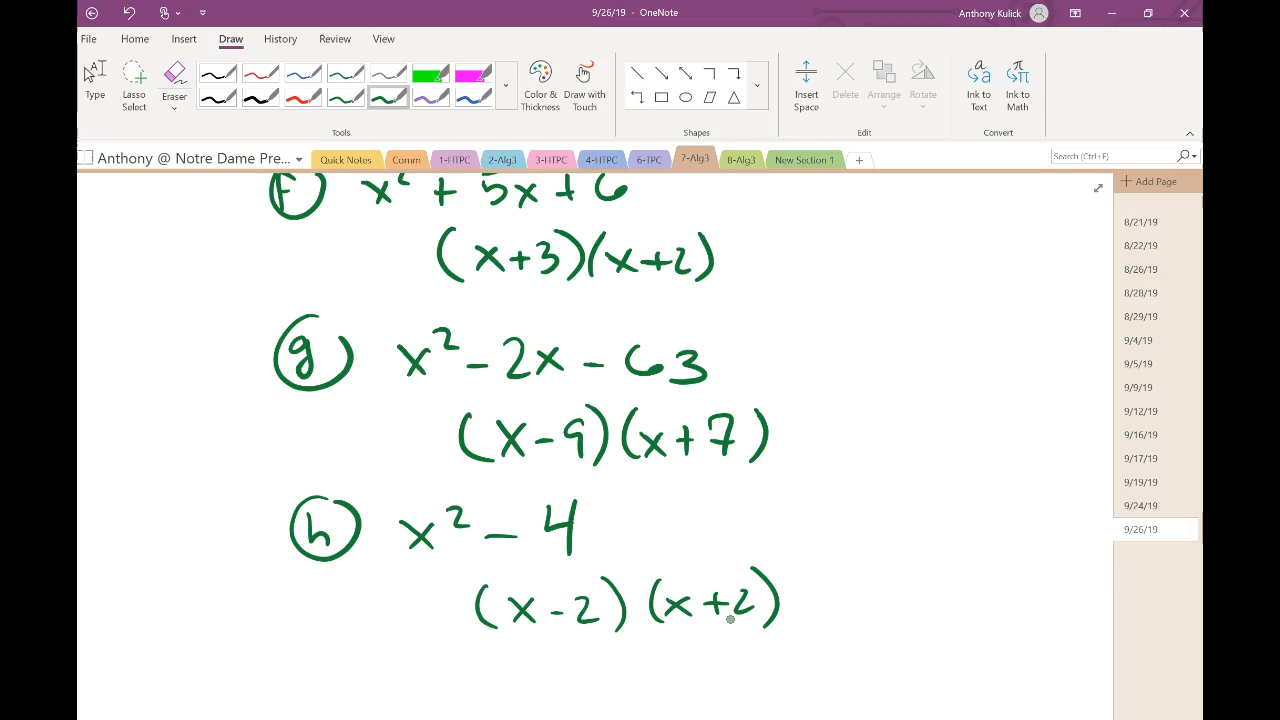 9/26/19 - OneNote
Anthony Kulick
File Home Insert Draw History Review View
Type
Lasso Select
Eraser
Color & Thickness
Draw with Touch
Insert Space
Delete
Arrange
Rotate
Ink to Text
Ink to Math
Tools
Shapes
Edit
Convert
Anthony @ Notre Dame Pre...
Quick Notes Comm 1-HTPC 2-Alg3 3-HTPC 4-HTPC 6-TPC 7-Alg3 8-Alg3 New Section 1 +
Search (Ctrl+F)
+ Add Page
8/21/19
8/22/19
8/26/19
8/28/19
8/29/19
9/4/19
9/5/19
9/9/19
9/12/19
9/16/19
9/17/19
9/19/19
9/24/19
9/26/19
f) x² + 5x + 6
(x+3)(x+2)
g x² - 2x - 63
(x-9)(x+7)
h x² - 4
(x-2)(x+2)